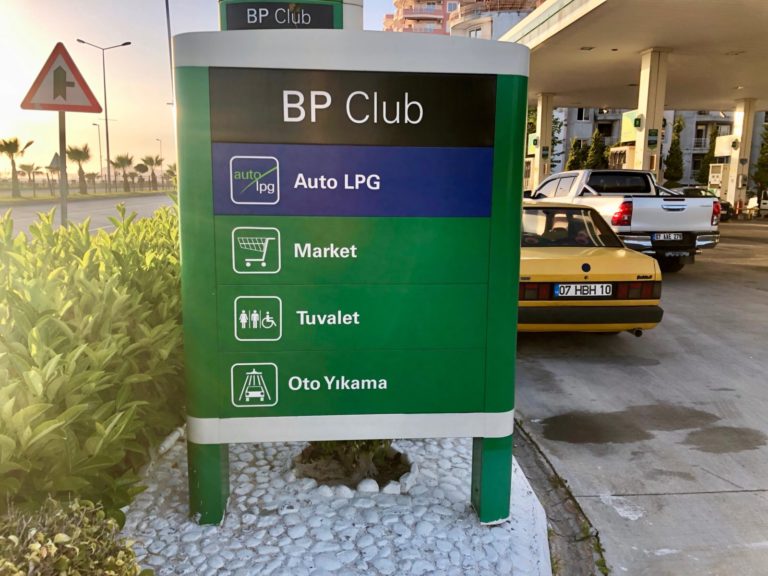 BP Club
BP Club
auto
lpg
Auto LPG
Market
Tuvalet
Oto Yıkama
07 HBH 10